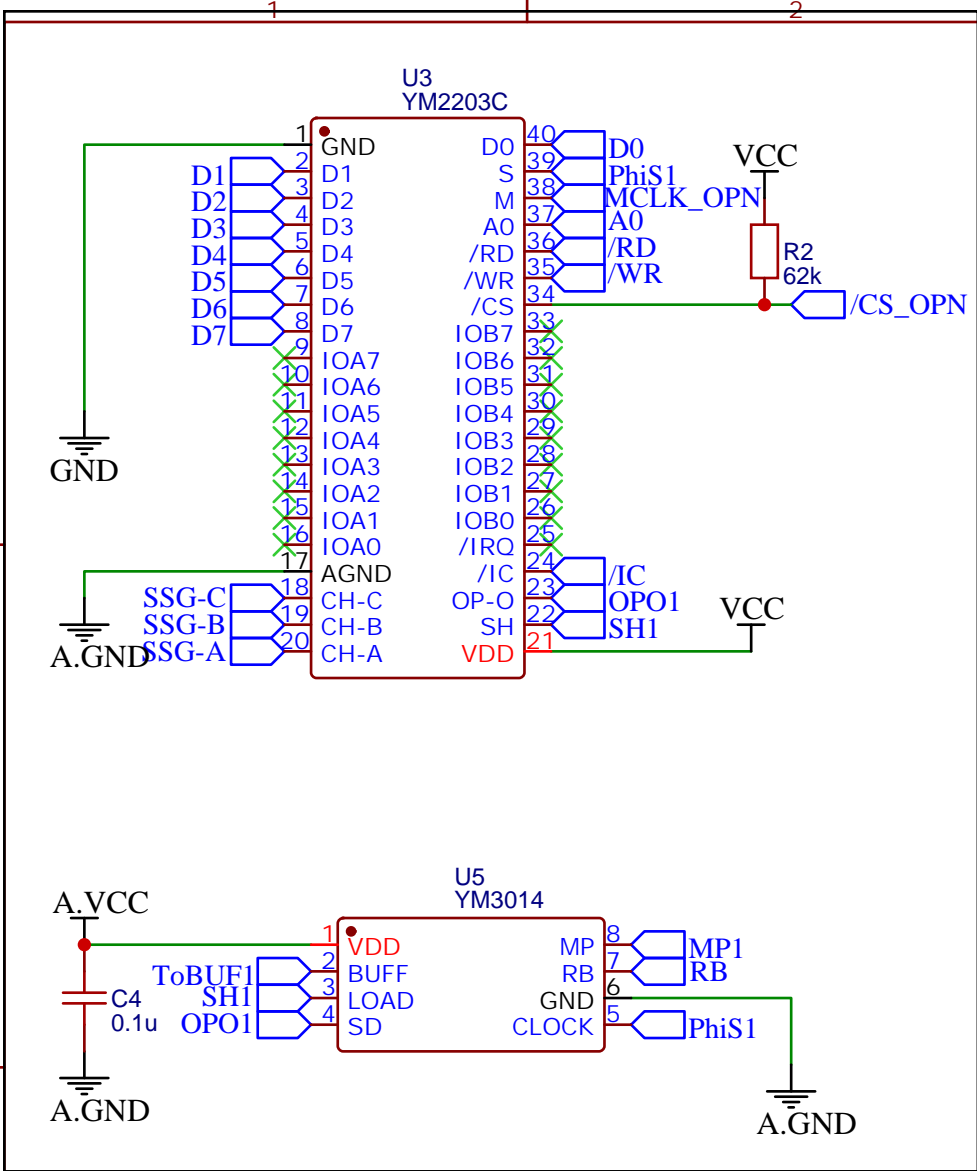 1 2
U3
YM2203C
1 GND D0 40 D0
D1 2 D1 S 39 PhiS1
D2 3 D2 M 38 MCLK_OPN
D3 4 D3 A0 37 A0
D4 5 D4 /RD 36 /RD
D5 6 D5 /WR 35 /WR
D6 7 D6 /CS 34 /CS_OPN
D7 8 D7 IOB7 33
9 IOA7 IOB6 32
10 IOA6 IOB5 31
11 IOA5 IOB4 30
12 IOA4 IOB3 29
13 IOA3 IOB2 28
14 IOA2 IOB1 27
15 IOA1 IOB0 26
16 IOA0 /IRQ 25
17 AGND /IC 24 /IC
SSG-C 18 CH-C OP-O 23 OPO1
SSG-B 19 CH-B SH 22 SH1
SSG-A 20 CH-A VDD 21
VCC
R2
62k
GND
A.GND
VCC
U5
YM3014
A.VCC
1 VDD MP 8 MP1
ToBUF1 2 BUFF RB 7 RB
SH1 3 LOAD GND 6
OPO1 4 SD CLOCK 5 PhiS1
C4
0.1u
A.GND
A.GND